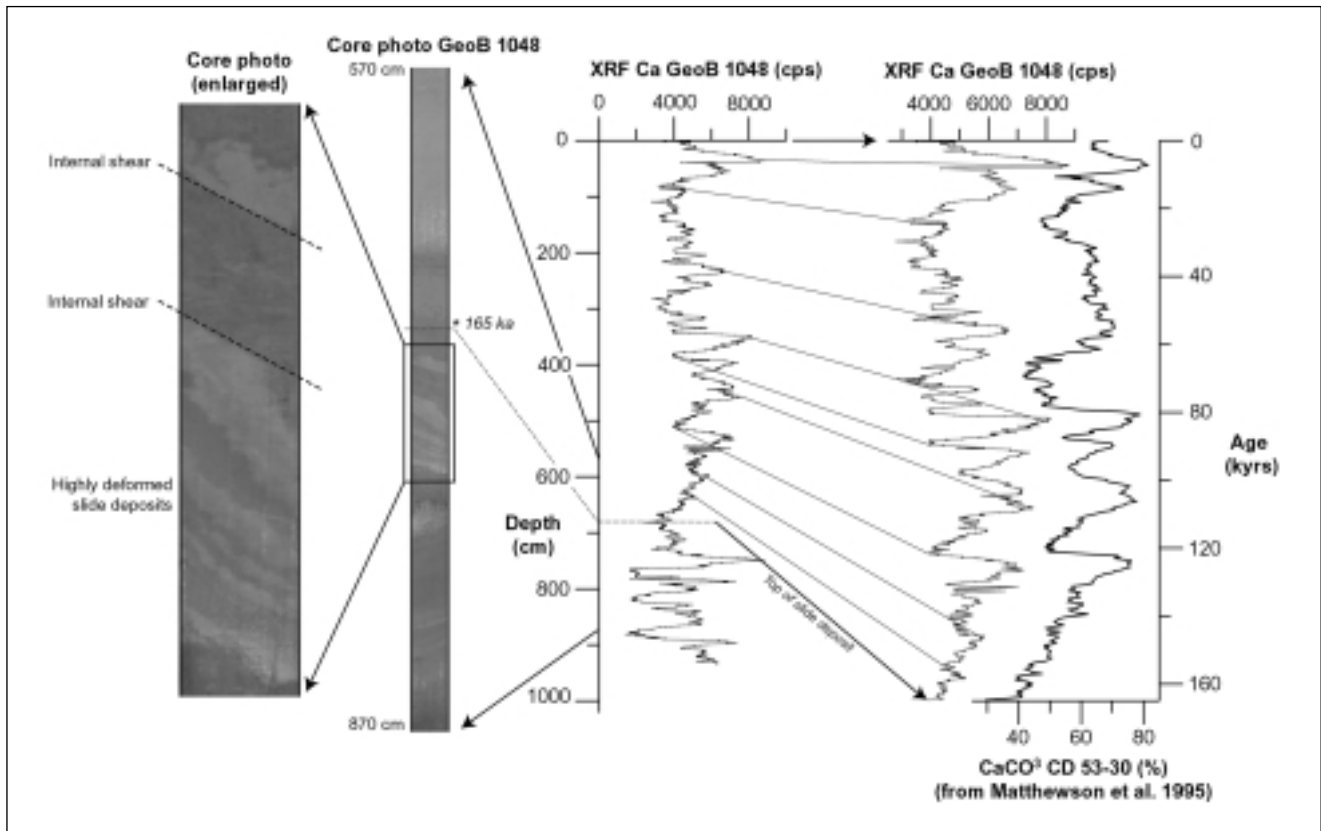 Core photo
(enlarged)
Core photo GeoB 1048
570 cm
Internal shear
Internal shear
165 ka
Highly deformed
slide deposits
870 cm
XRF Ca GeoB 1048 (cps)
0 4000 8000
XRF Ca GeoB 1048 (cps)
4000 6000 8000
0
200
400
600
800
1000
Depth
(cm)
Top of slide deposit
0
40
80
120
160
Age
(kyrs)
40 60 80
CaCO³ CD 53-30 (%)
(from Matthewson et al. 1995)